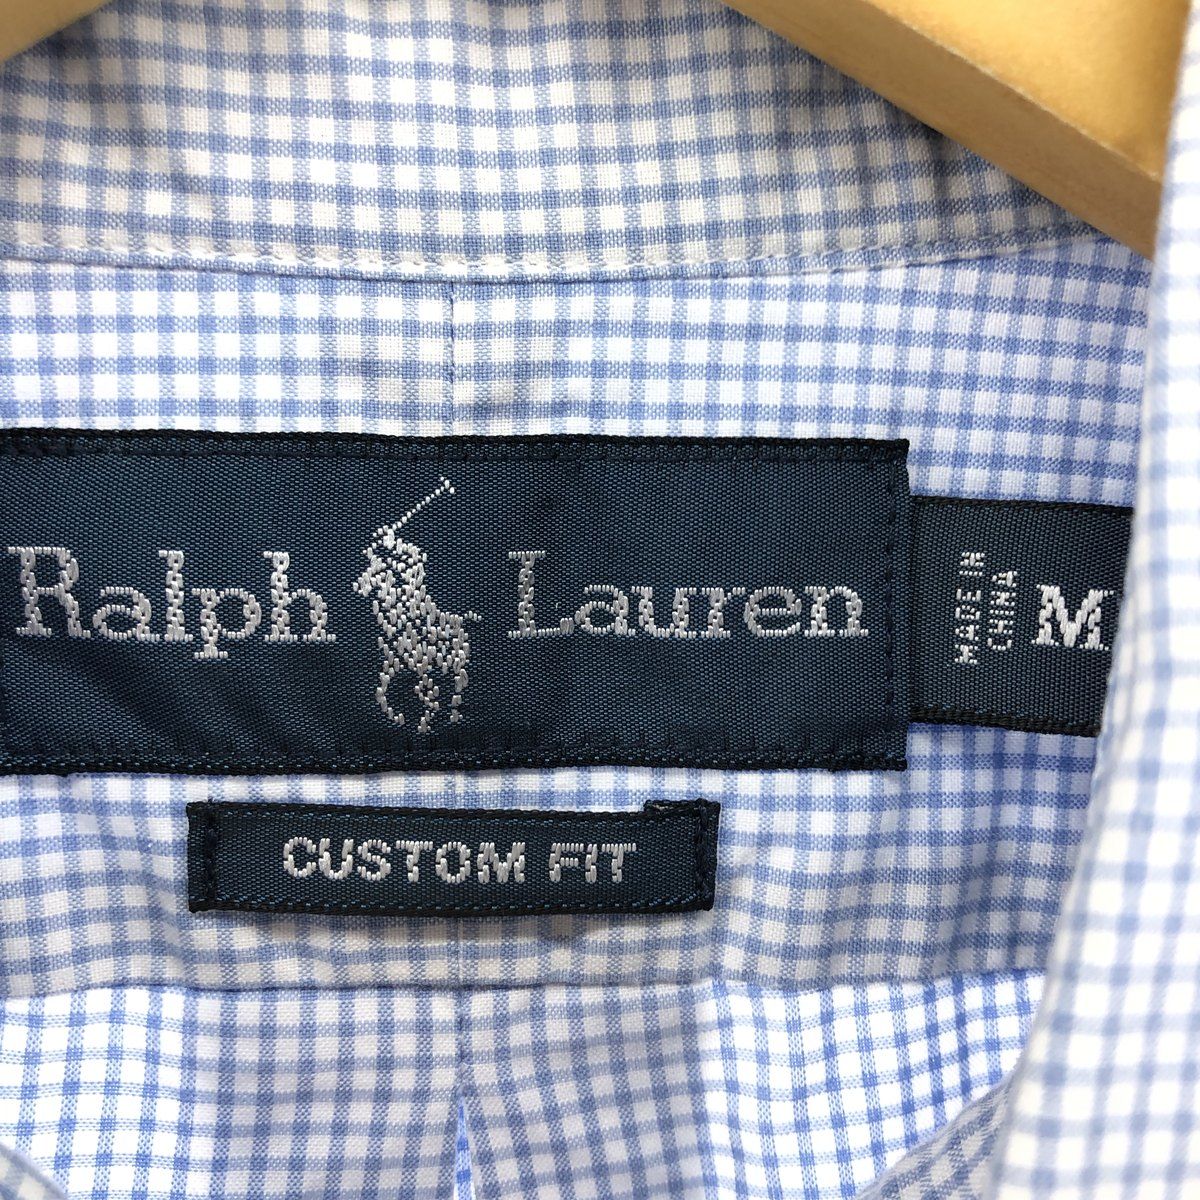 Ralph Lauren
MADE IN
CHINA
M
CUSTOM FIT